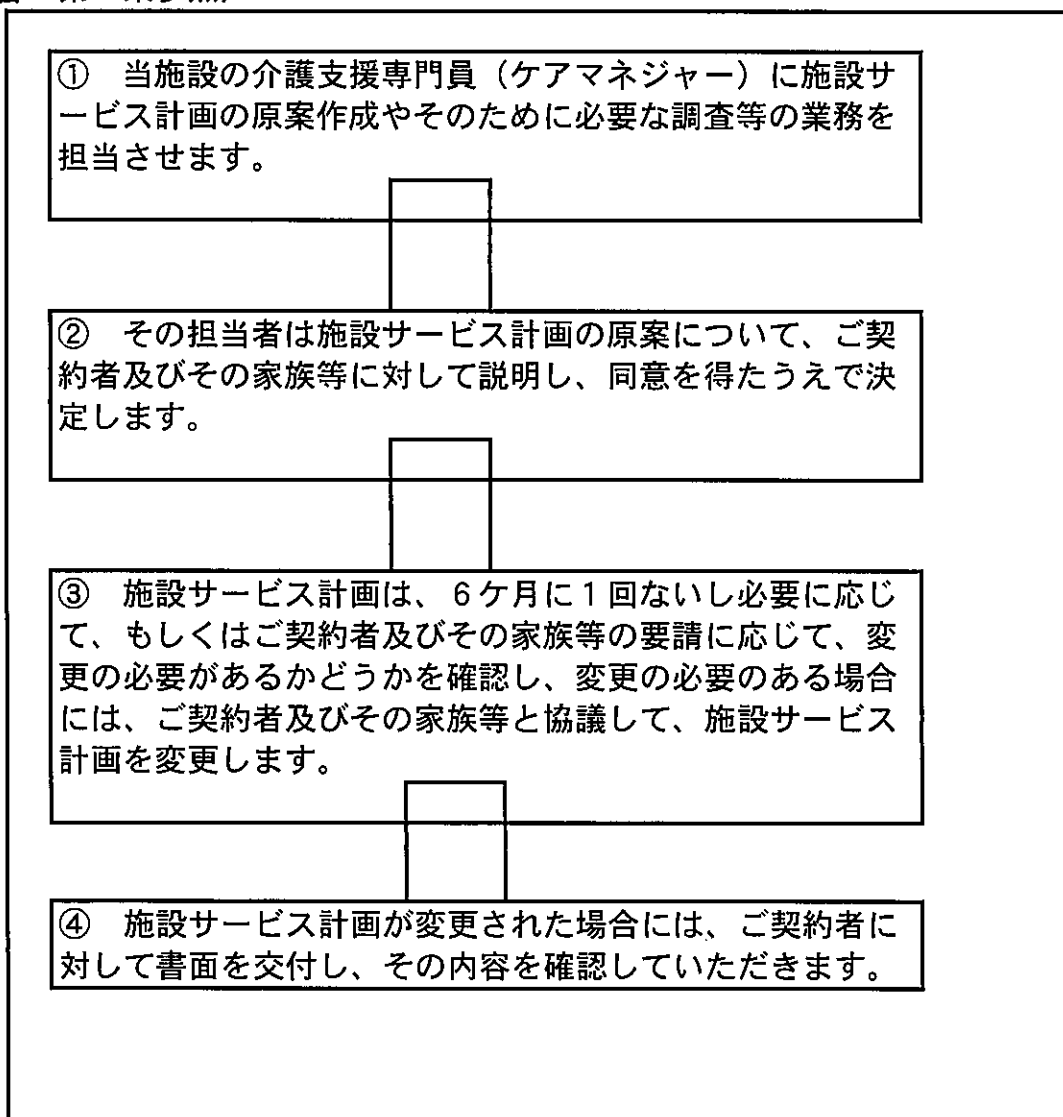 ① 当施設の介護支援専門員（ケアマネジャー）に施設サ
ービス計画の原案作成やそのために必要な調査等の業務を
担当させます。
② その担当者は施設サービス計画の原案について、ご契
約者及びその家族等に対して説明し、同意を得たうえで決
定します。
③ 施設サービス計画は、６ケ月に１回ないし必要に応じ
て、もしくはご契約者及びその家族等の要請に応じて、変
更の必要があるかどうかを確認し、変更の必要のある場合
には、ご契約者及びその家族等と協議して、施設サービス
計画を変更します。
④ 施設サービス計画が変更された場合には、ご契約者に
対して書面を交付し、その内容を確認していただきます。